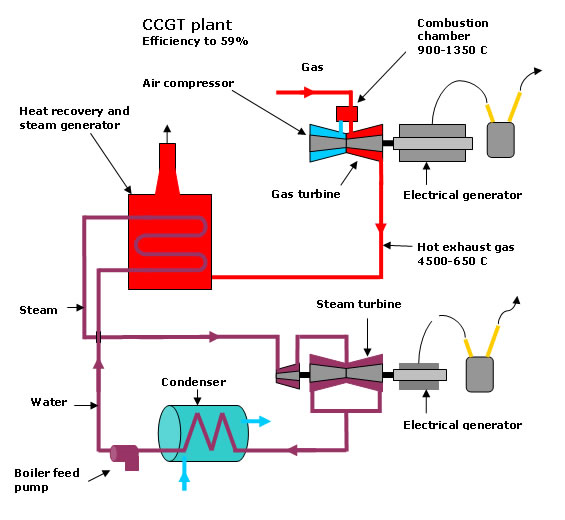 CCGT plant
Efficiency to 59%
Combustion
chamber
900-1350 C
Gas
Air compressor
Heat recovery and
steam generator
Gas turbine
Electrical generator
Hot exhaust gas
4500-650 C
Steam
Steam turbine
Condenser
Water
Electrical generator
Boiler feed
pump